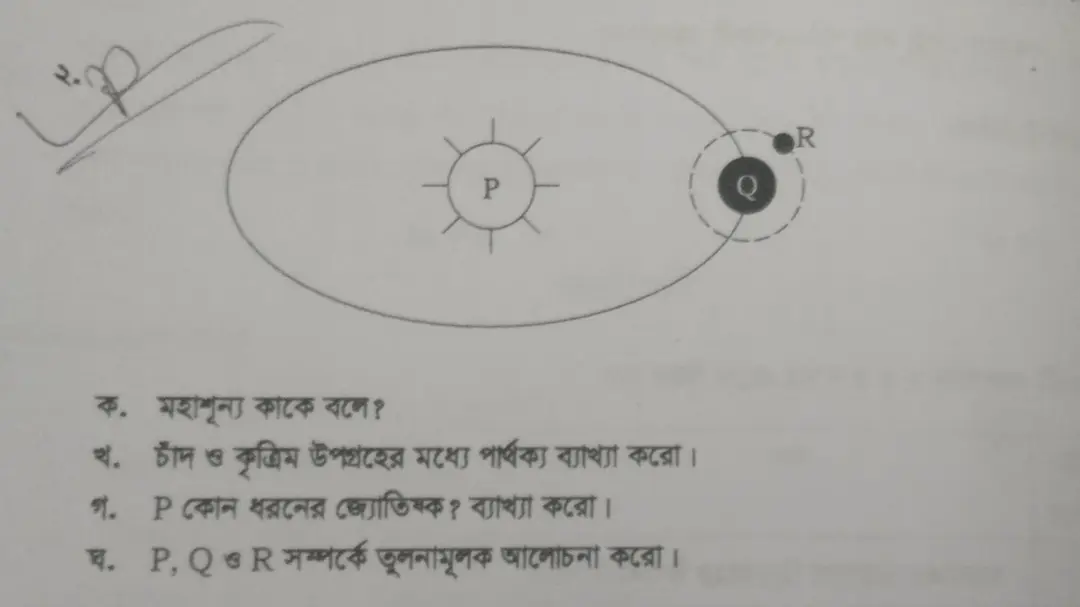 ২.
P
Q
R
ক. মহাশূন্য কাকে বলে?
খ. চাঁদ ও কৃত্রিম উপগ্রহের মধ্যে পার্থক্য ব্যাখ্যা করো।
গ. P কোন ধরনের জ্যোতিষ্ক? ব্যাখ্যা করো।
ঘ. P, Q ও R সম্পর্কে তুলনামূলক আলোচনা করো।